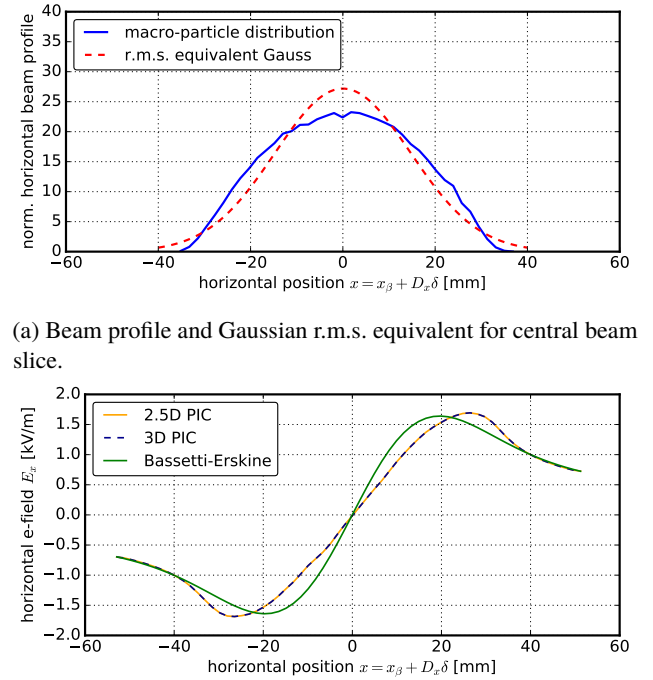 40
35
30
25
20
15
10
5
0
norm. horizontal beam profile
macro-particle distribution
r.m.s. equivalent Gauss
−60 −40 −20 0 20 40 60
horizontal position x = x_β + D_xδ [mm]
(a) Beam profile and Gaussian r.m.s. equivalent for central beam
slice.
2.0
1.5
1.0
0.5
0.0
−0.5
−1.0
−1.5
−2.0
horizontal e-field E_x [kV/m]
2.5D PIC
3D PIC
Bassetti-Erskine
−60 −40 −20 0 20 40 60
horizontal position x = x_β + D_xδ [mm]